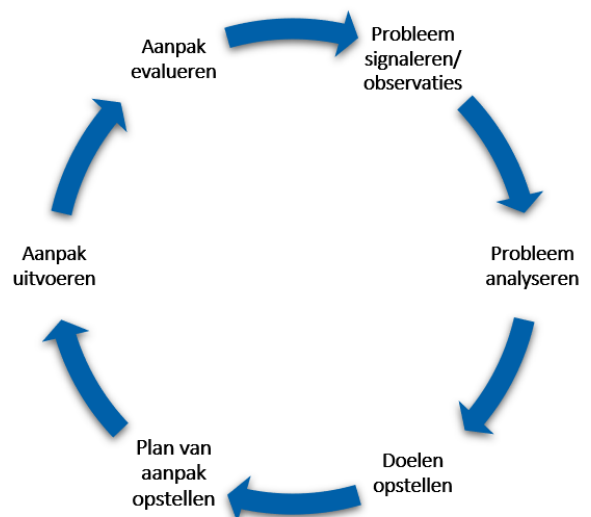 Probleem
signaleren/
observaties
Probleem
analyseren
Doelen
opstellen
Plan van
aanpak
opstellen
Aanpak
uitvoeren
Aanpak
evalueren